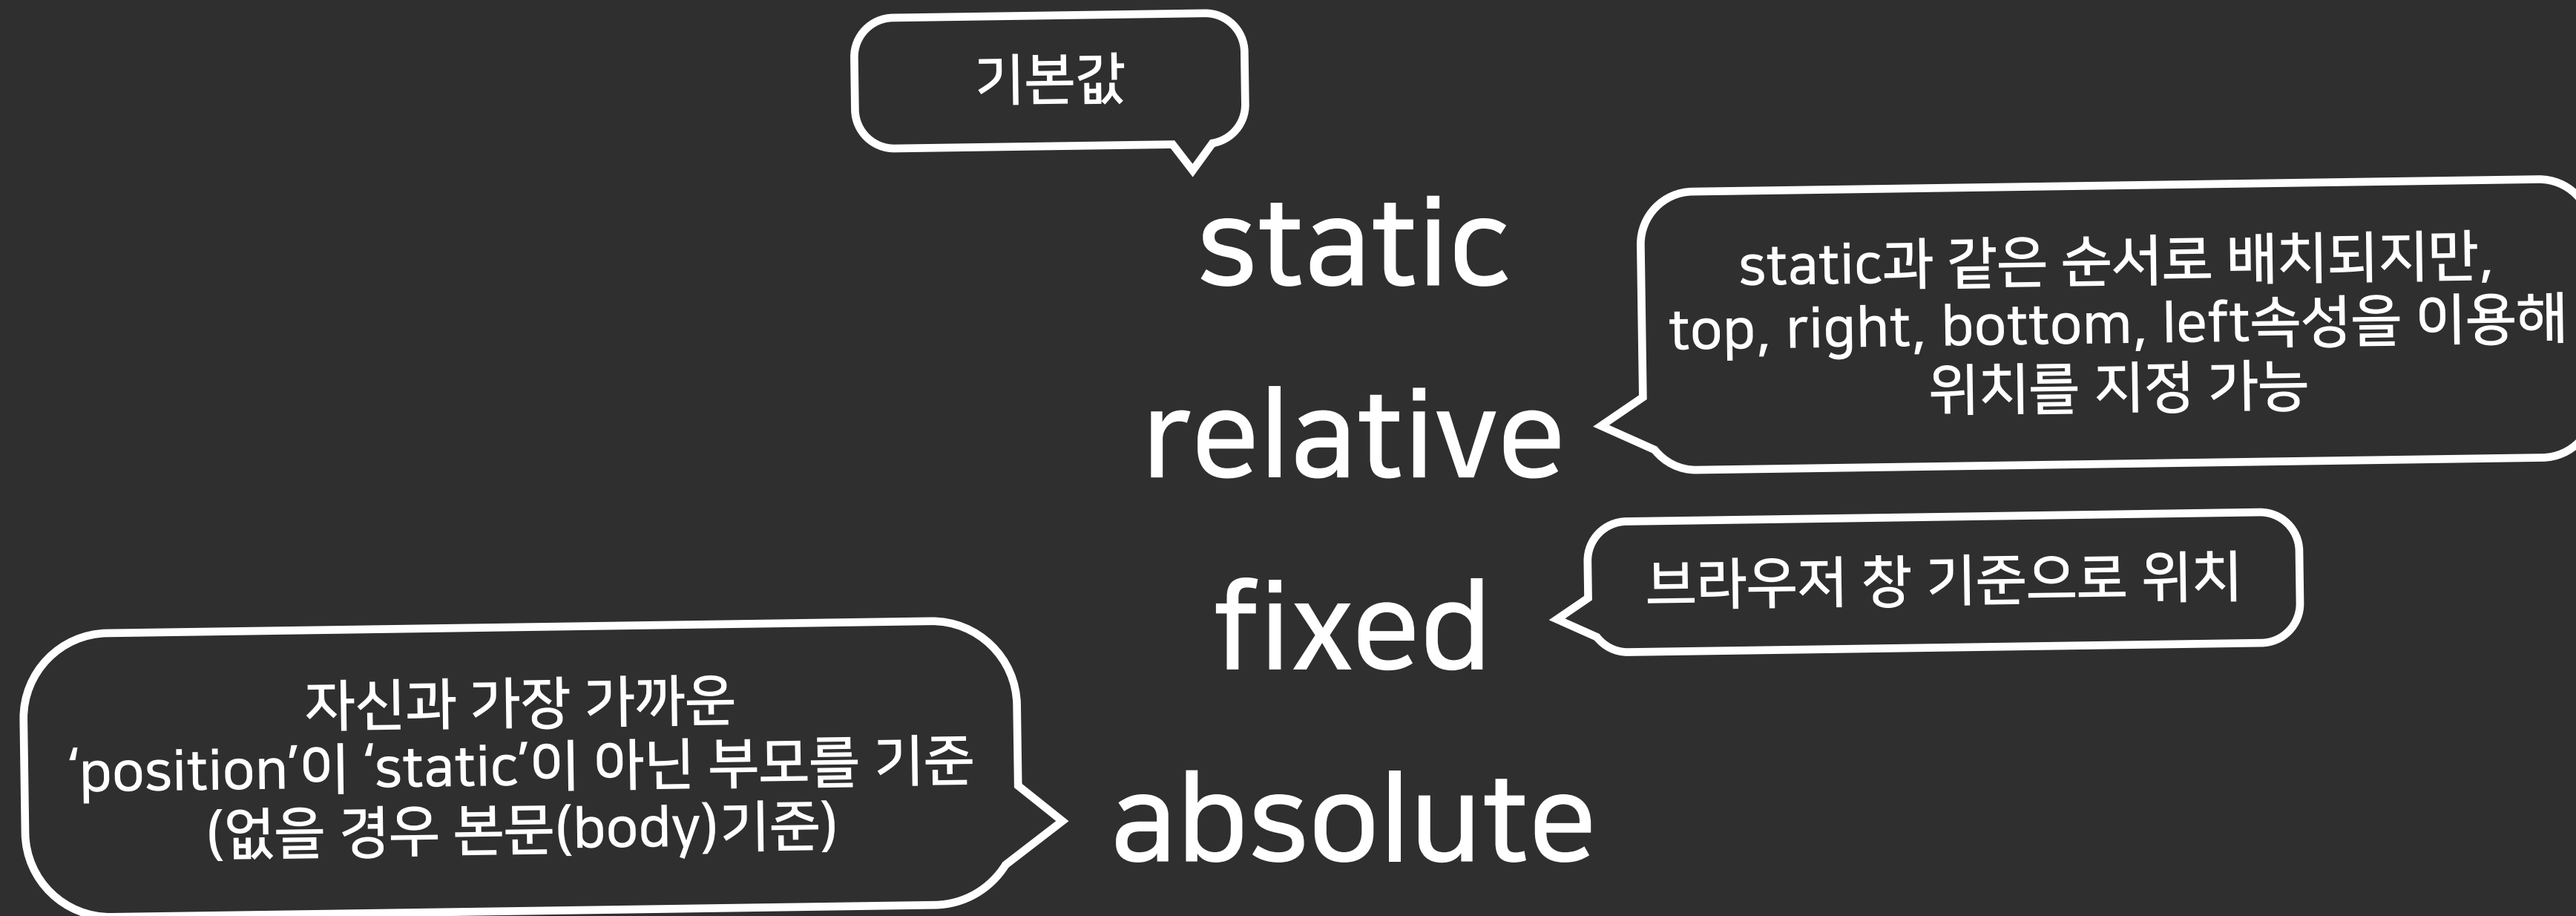 기본값
static
static과 같은 순서로 배치되지만,
top, right, bottom, left속성을 이용해
위치를 지정 가능
relative
브라우저 창 기준으로 위치
fixed
자신과 가장 가까운
‘position’이 ‘static’이 아닌 부모를 기준
(없을 경우 본문(body)기준)
absolute